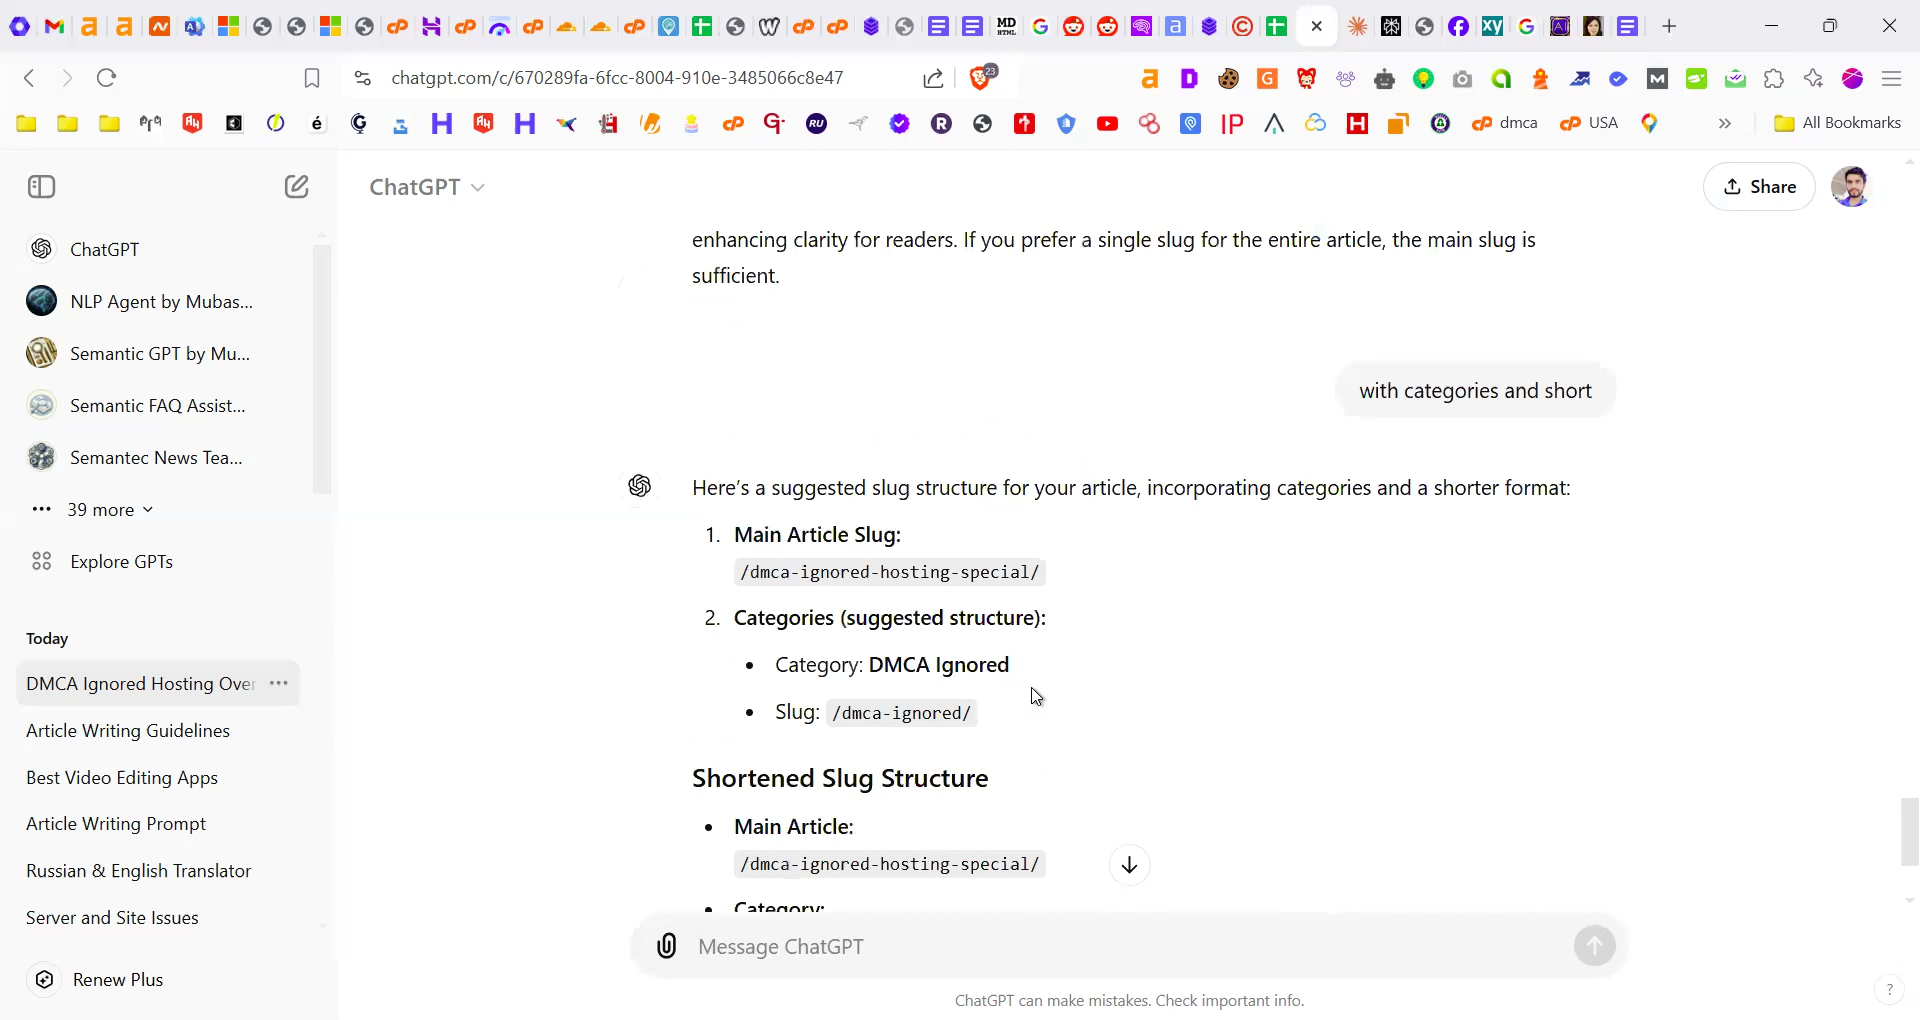 chatgpt.com/c/670289fa-6fcc-8004-910e-3485066c8e47
23
dmca
USA
All Bookmarks
ChatGPT
Share
ChatGPT
NLP Agent by Mubas...
Semantic GPT by Mu...
Semantic FAQ Assist...
Semantec News Tea...
39 more
Explore GPTs
Today
DMCA Ignored Hosting Over
Article Writing Guidelines
Best Video Editing Apps
Article Writing Prompt
Russian & English Translator
Server and Site Issues
Renew Plus
enhancing clarity for readers. If you prefer a single slug for the entire article, the main slug is
sufficient.
with categories and short
Here's a suggested slug structure for your article, incorporating categories and a shorter format:
1. Main Article Slug:
/dmca-ignored-hosting-special/
2. Categories (suggested structure):
• Category: DMCA Ignored
• Slug: /dmca-ignored/
Shortened Slug Structure
• Main Article:
/dmca-ignored-hosting-special/
• Category:
Message ChatGPT
ChatGPT can make mistakes. Check important info.
?